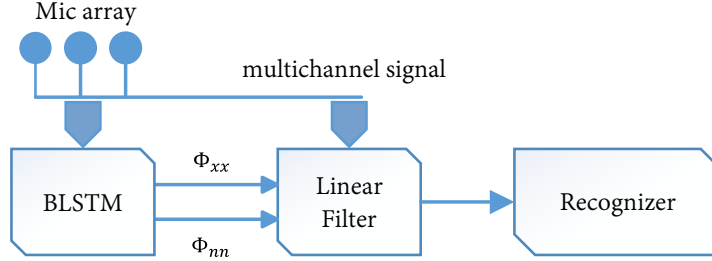 Mic array
multichannel signal
BLSTM
Φxx
Φnn
Linear
Filter
Recognizer